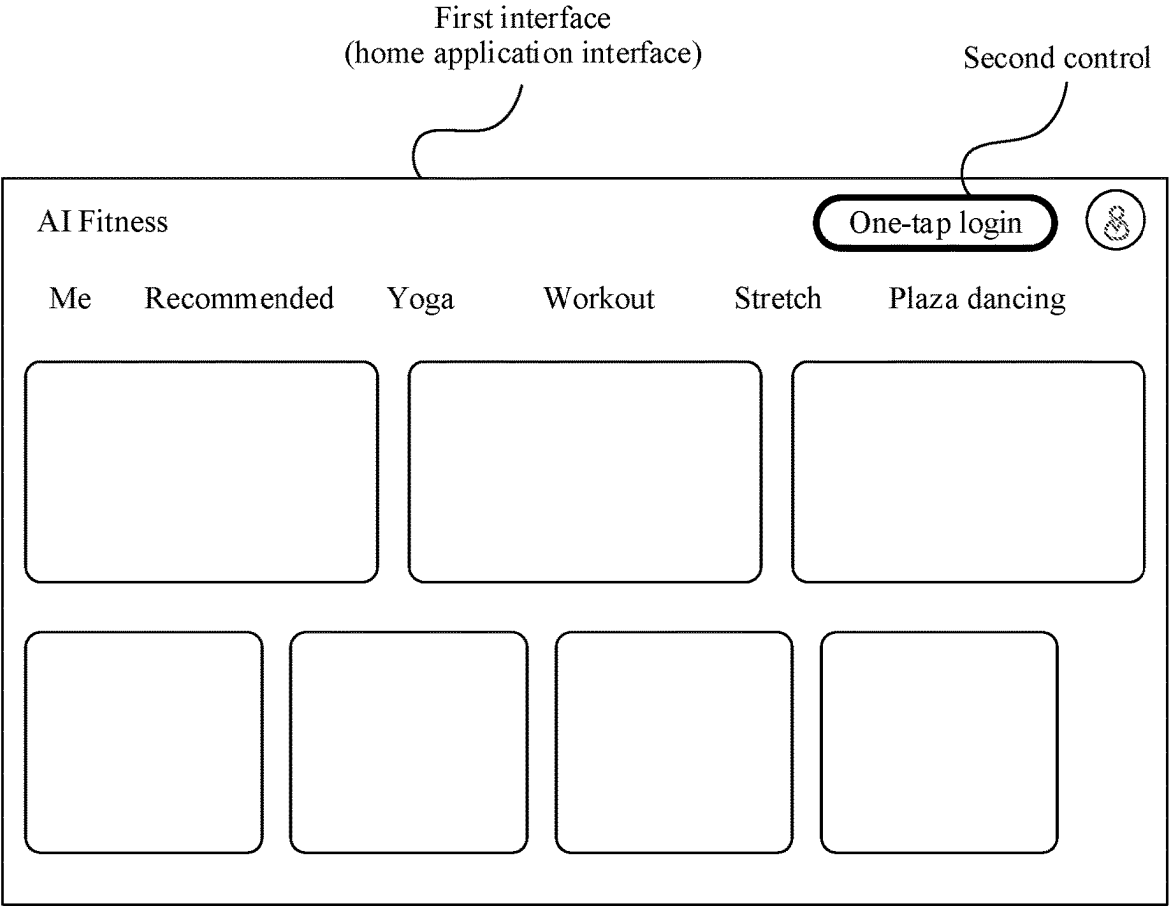 First interface
(home application interface)
Second control
AI Fitness
One-tap login
Me Recommended Yoga Workout Stretch Plaza dancing